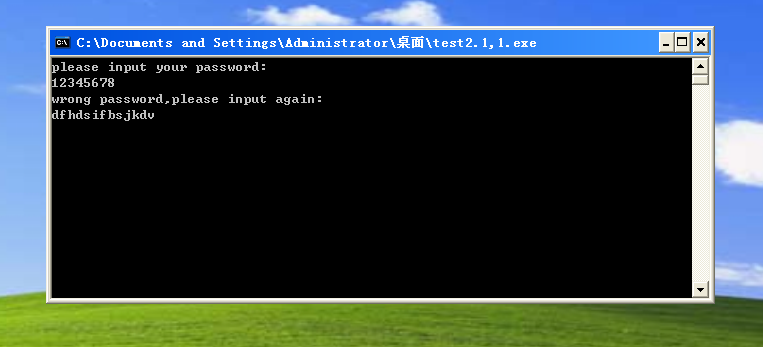 C:\Documents and Settings\Administrator\桌面\test2.1,1.exe
please input your password:
12345678
wrong password,please input again:
dfhdsifbsjkdv